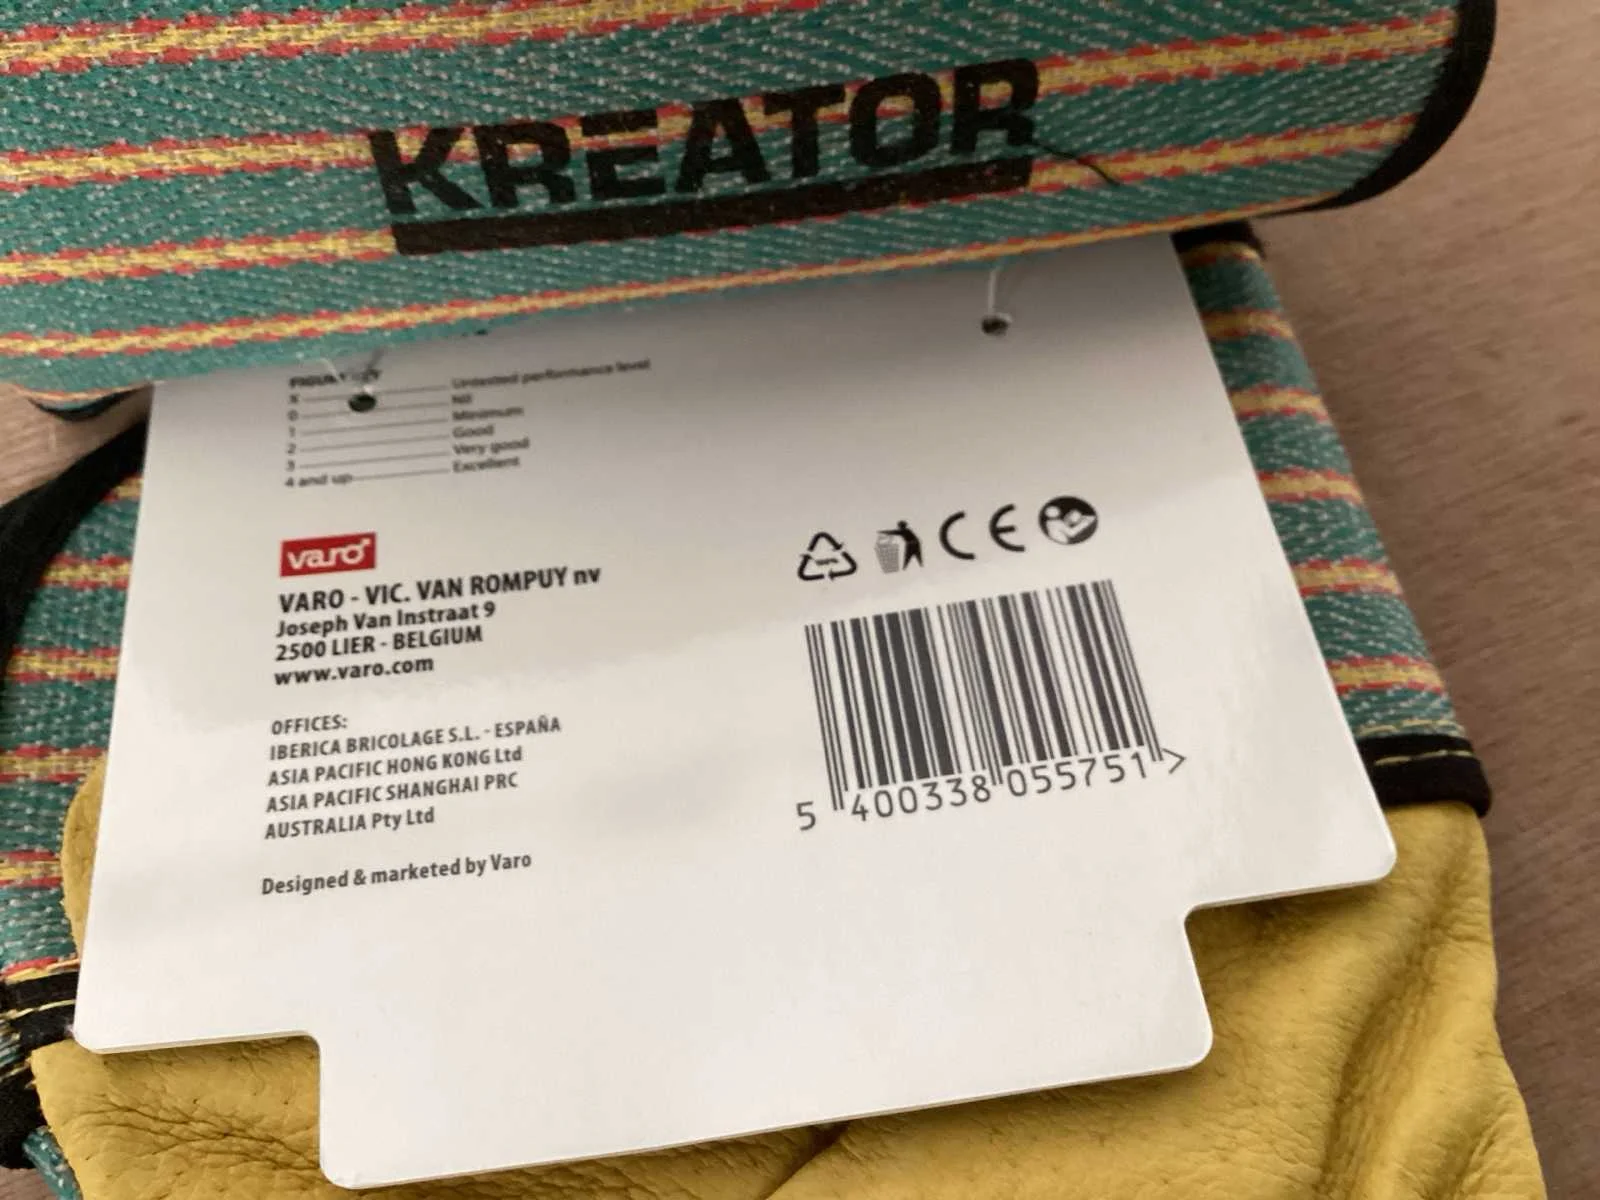 KREATOR
FIGURE KEY
X Untested performance level
0 Nil
1 Minimum
2 Good
3 Very good
4 and up Excellent
varo
VARO - VIC. VAN ROMPUY nv
Joseph Van Instraat 9
2500 LIER - BELGIUM
www.varo.com
OFFICES:
IBERICA BRICOLAGE S.L. - ESPAÑA
ASIA PACIFIC HONG KONG Ltd
ASIA PACIFIC SHANGHAI PRC
AUSTRALIA Pty Ltd
Designed & marketed by Varo
CE
5 400338 055751 >